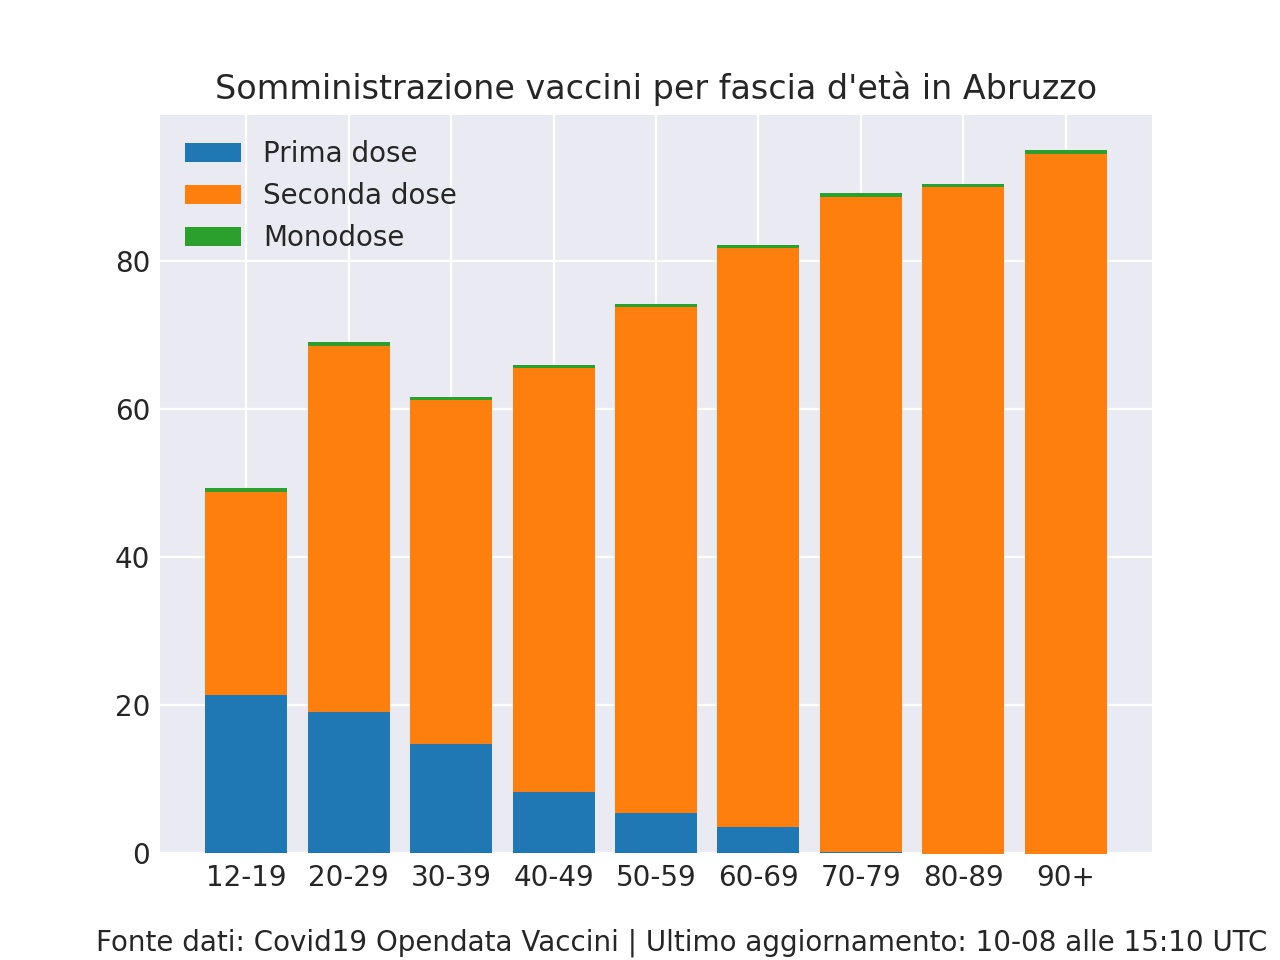 Somministrazione vaccini per fascia d'età in Abruzzo
Prima dose
Seconda dose
Monodose
80
60
40
20
0
12-19 20-29 30-39 40-49 50-59 60-69 70-79 80-89 90+
Fonte dati: Covid19 Opendata Vaccini | Ultimo aggiornamento: 10-08 alle 15:10 UTC